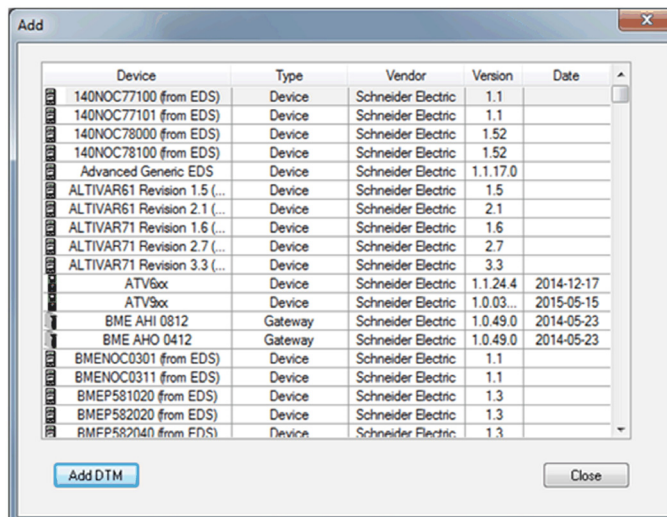 Add
Device Type Vendor Version Date
140NOC77100 (from EDS) Device Schneider Electric 1.1
140NOC77101 (from EDS) Device Schneider Electric 1.1
140NOC78000 (from EDS) Device Schneider Electric 1.52
140NOC78100 (from EDS) Device Schneider Electric 1.52
Advanced Generic EDS Device Schneider Electric 1.1.17.0
ALTIVAR61 Revision 1.5 (... Device Schneider Electric 1.5
ALTIVAR61 Revision 2.1 (... Device Schneider Electric 2.1
ALTIVAR71 Revision 1.6 (... Device Schneider Electric 1.6
ALTIVAR71 Revision 2.7 (... Device Schneider Electric 2.7
ALTIVAR71 Revision 3.3 (... Device Schneider Electric 3.3
ATV6xx Device Schneider Electric 1.1.24.4 2014-12-17
ATV9xx Device Schneider Electric 1.0.03... 2015-05-15
BME AHI 0812 Gateway Schneider Electric 1.0.49.0 2014-05-23
BME AHO 0412 Gateway Schneider Electric 1.0.49.0 2014-05-23
BMENOC0301 (from EDS) Device Schneider Electric 1.1
BMENOC0311 (from EDS) Device Schneider Electric 1.1
BMEP581020 (from EDS) Device Schneider Electric 1.3
BMEP582020 (from EDS) Device Schneider Electric 1.3
BMEP582040 (from EDS) Device Schneider Electric 1.3
Add DTM Close